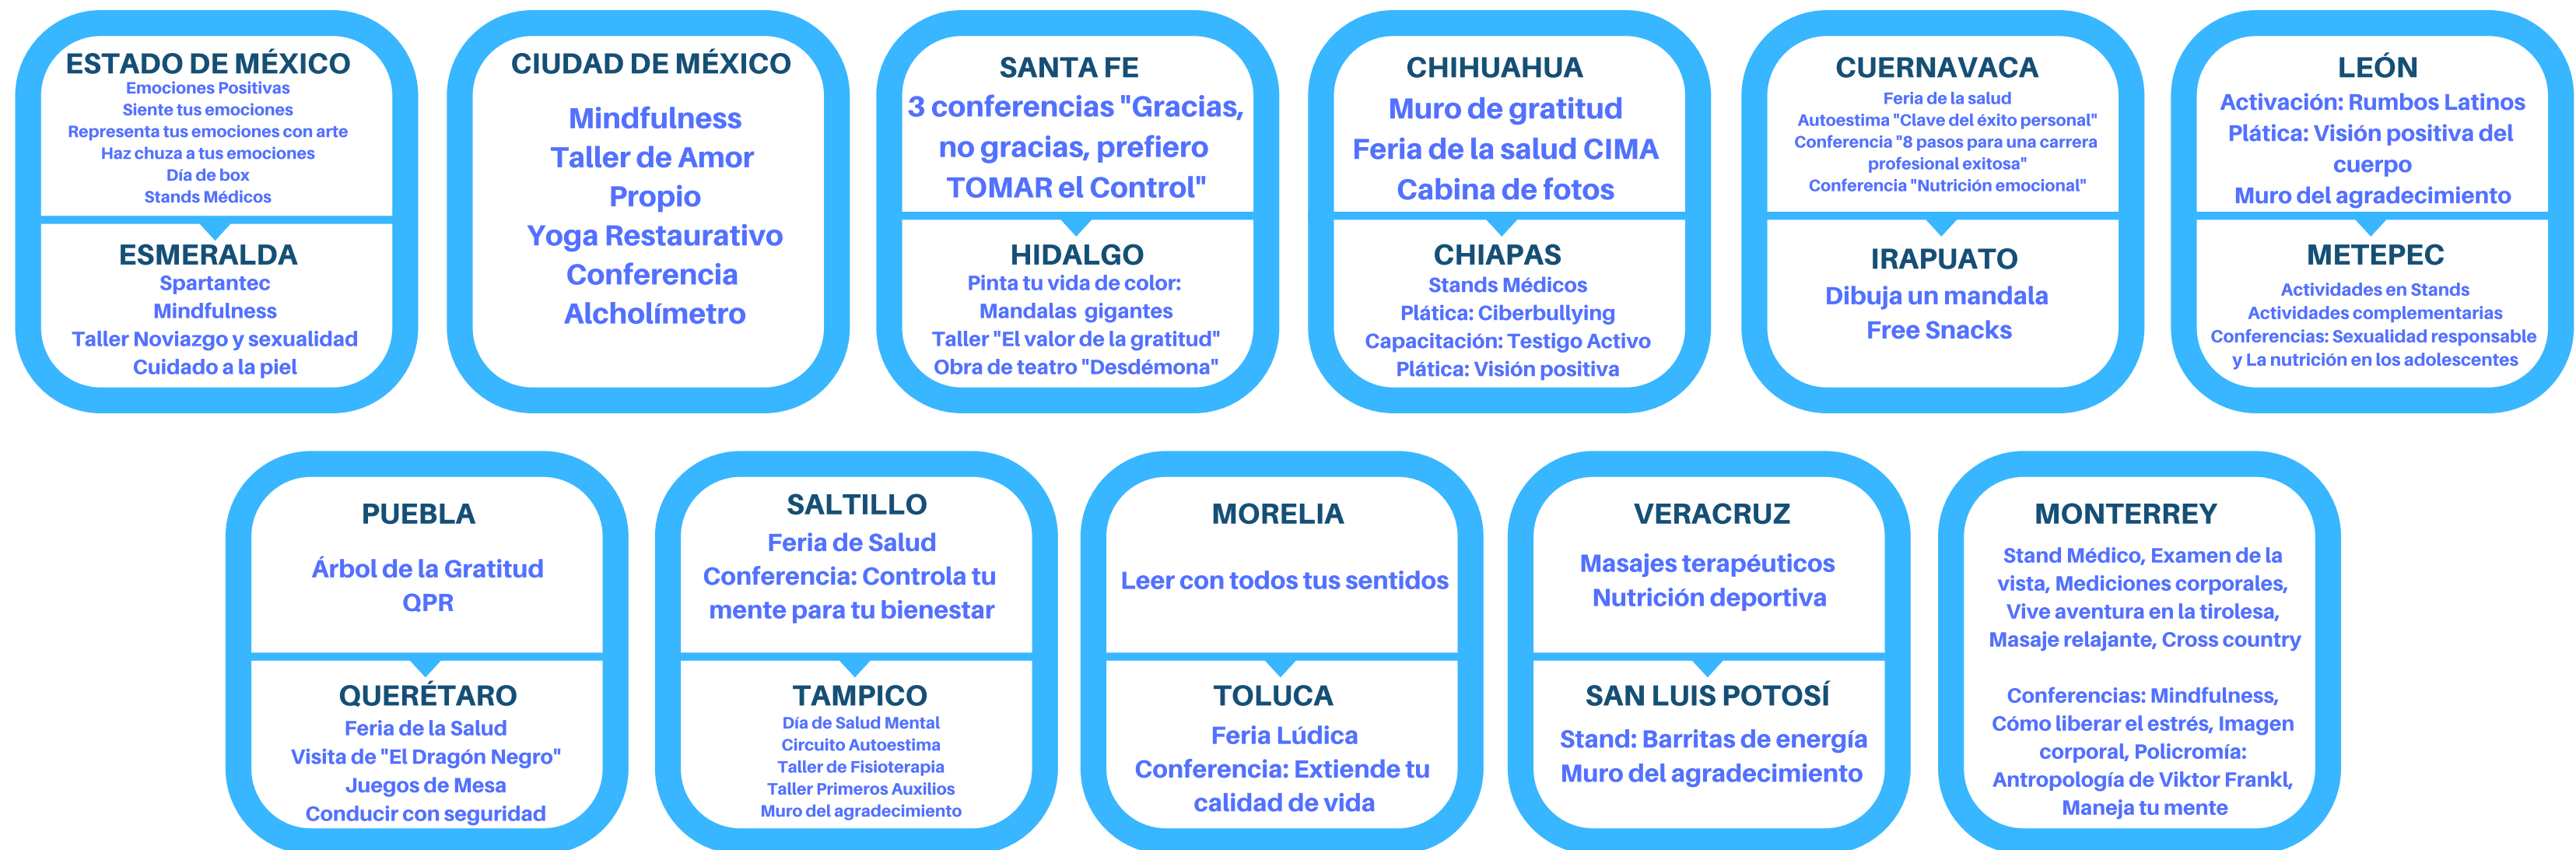 ESTADO DE MÉXICO
Emociones Positivas
Siente tus emociones
Representa tus emociones con arte
Haz chuza a tus emociones
Día de box
Stands Médicos
ESMERALDA
Spartantec
Mindfulness
Taller Noviazgo y sexualidad
Cuidado a la piel
CIUDAD DE MÉXICO
Mindfulness
Taller de Amor
Propio
Yoga Restaurativo
Conferencia
Alcholímetro
SANTA FE
3 conferencias "Gracias,
no gracias, prefiero
TOMAR el Control"
HIDALGO
Pinta tu vida de color:
Mandalas gigantes
Taller "El valor de la gratitud"
Obra de teatro "Desdémona"
CHIHUAHUA
Muro de gratitud
Feria de la salud CIMA
Cabina de fotos
CHIAPAS
Stands Médicos
Plática: Ciberbullying
Capacitación: Testigo Activo
Plática: Visión positiva
CUERNAVACA
Feria de la salud
Autoestima "Clave del éxito personal"
Conferencia "8 pasos para una carrera
profesional exitosa"
Conferencia "Nutrición emocional"
IRAPUATO
Dibuja un mandala
Free Snacks
LEÓN
Activación: Rumbos Latinos
Plática: Visión positiva del
cuerpo
Muro del agradecimiento
METEPEC
Actividades en Stands
Actividades complementarias
Conferencias: Sexualidad responsable
y La nutrición en los adolescentes
PUEBLA
Árbol de la Gratitud
QPR
QUERÉTARO
Feria de la Salud
Visita de "El Dragón Negro"
Juegos de Mesa
Conducir con seguridad
SALTILLO
Feria de Salud
Conferencia: Controla tu
mente para tu bienestar
TAMPICO
Día de Salud Mental
Circuito Autoestima
Taller de Fisioterapia
Taller Primeros Auxilios
Muro del agradecimiento
MORELIA
Leer con todos tus sentidos
TOLUCA
Feria Lúdica
Conferencia: Extiende tu
calidad de vida
VERACRUZ
Masajes terapéuticos
Nutrición deportiva
SAN LUIS POTOSÍ
Stand: Barritas de energía
Muro del agradecimiento
MONTERREY
Stand Médico, Examen de la
vista, Mediciones corporales,
Vive aventura en la tirolesa,
Masaje relajante, Cross country
Conferencias: Mindfulness,
Cómo liberar el estrés, Imagen
corporal, Policromía:
Antropología de Viktor Frankl,
Maneja tu mente